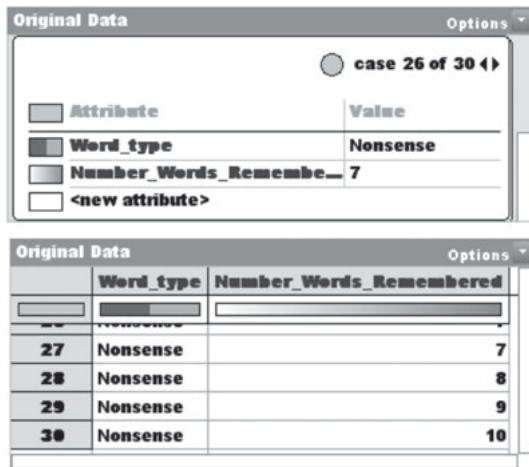 Original Data Options
case 26 of 30
Attribute Value
Word_type Nonsense
Number_Words_Remembe… 7
<new attribute>
Original Data Options
Word_type Number_Words_Remembered
27 Nonsense 7
28 Nonsense 8
29 Nonsense 9
30 Nonsense 10